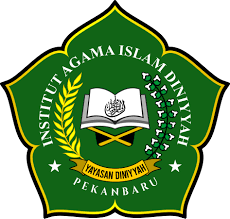 INSTITUT AGAMA ISLAM DINIYYAH
YAYASAN DINIYYAH
PEKANBARU